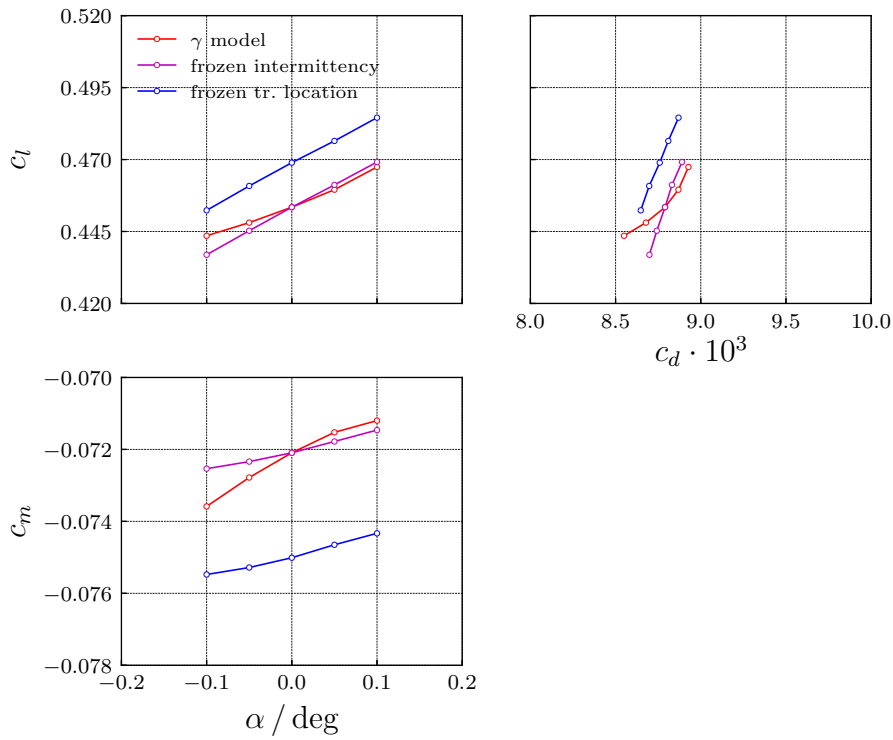 0.520
0.495
0.470
0.445
0.420
c_l
γ model
frozen intermittency
frozen tr. location
8.0 8.5 9.0 9.5 10.0
c_d · 10^3
−0.070
−0.072
−0.074
−0.076
−0.078
c_m
−0.2 −0.1 0.0 0.1 0.2
α / deg